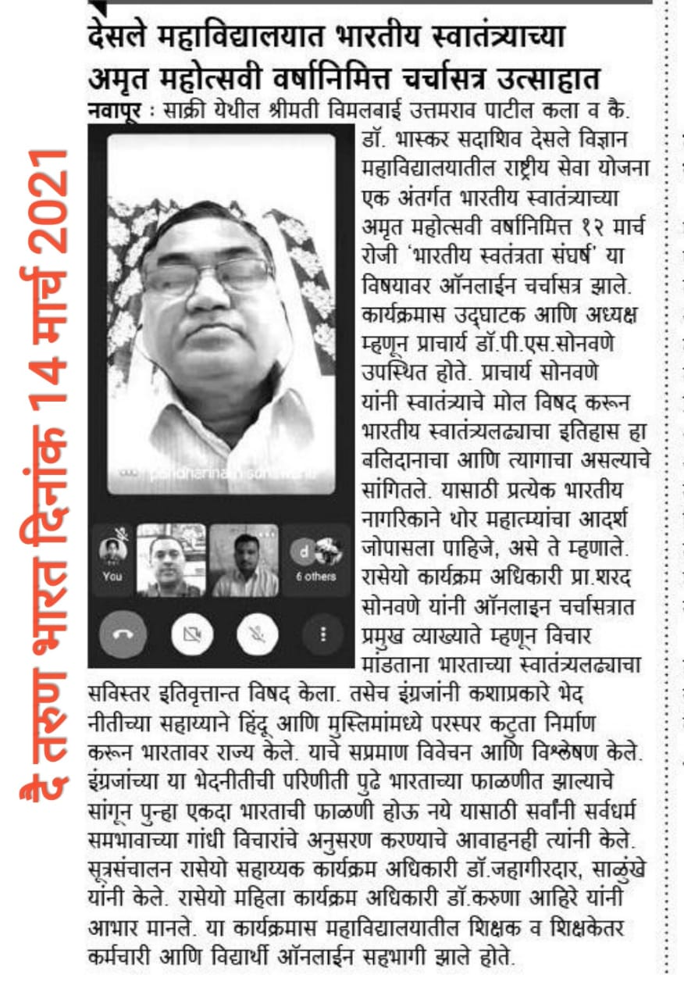 देसले महाविद्यालयात भारतीय स्वातंत्र्याच्या
अमृत महोत्सवी वर्षानिमित्त चर्चासत्र उत्साहात
नवापूर : साक्री येथील श्रीमती विमलबाई उत्तमराव पाटील कला व कै.
डॉ. भास्कर सदाशिव देसले विज्ञान
महाविद्यालयातील राष्ट्रीय सेवा योजना
एक अंतर्गत भारतीय स्वातंत्र्याच्या
अमृत महोत्सवी वर्षानिमित्त १२ मार्च
रोजी 'भारतीय स्वतंत्रता संघर्ष' या
विषयावर ऑनलाईन चर्चासत्र झाले.
कार्यक्रमास उद्घाटक आणि अध्यक्ष
म्हणून प्राचार्य डॉ.पी.एस.सोनवणे
उपस्थित होते. प्राचार्य सोनवणे
यांनी स्वातंत्र्याचे मोल विषद करून
भारतीय स्वातंत्र्यलढ्याचा इतिहास हा
बलिदानाचा आणि त्यागाचा असल्याचे
सांगितले. यासाठी प्रत्येक भारतीय
नागरिकाने थोर महात्म्यांचा आदर्श
जोपासला पाहिजे, असे ते म्हणाले.
रासेयो कार्यक्रम अधिकारी प्रा.शरद
सोनवणे यांनी ऑनलाइन चर्चासत्रात
प्रमुख व्याख्याते म्हणून विचार
मांडताना भारताच्या स्वातंत्र्यलढ्याचा
सविस्तर इतिवृत्तान्त विषद केला. तसेच इंग्रजांनी कशाप्रकारे भेद
नीतीच्या सहाय्याने हिंदू आणि मुस्लिमांमध्ये परस्पर कटुता निर्माण
करून भारतावर राज्य केले. याचे सप्रमाण विवेचन आणि विश्लेषण केले.
इंग्रजांच्या या भेदनीतीची परिणीती पुढे भारताच्या फाळणीत झाल्याचे
सांगून पुन्हा एकदा भारताची फाळणी होऊ नये यासाठी सर्वांनी सर्वधर्म
समभावाच्या गांधी विचारांचे अनुसरण करण्याचे आवाहनही त्यांनी केले.
सूत्रसंचालन रासेयो सहाय्यक कार्यक्रम अधिकारी डॉ.जहागीरदार, साळुंखे
यांनी केले. रासेयो महिला कार्यक्रम अधिकारी डॉ.करुणा आहिरे यांनी
आभार मानले. या कार्यक्रमास महाविद्यालयातील शिक्षक व शिक्षकेतर
कर्मचारी आणि विद्यार्थी ऑनलाईन सहभागी झाले होते.
pandharinath sonawane
You
d
6 others
दै तरुण भारत दिनांक 14 मार्च 2021